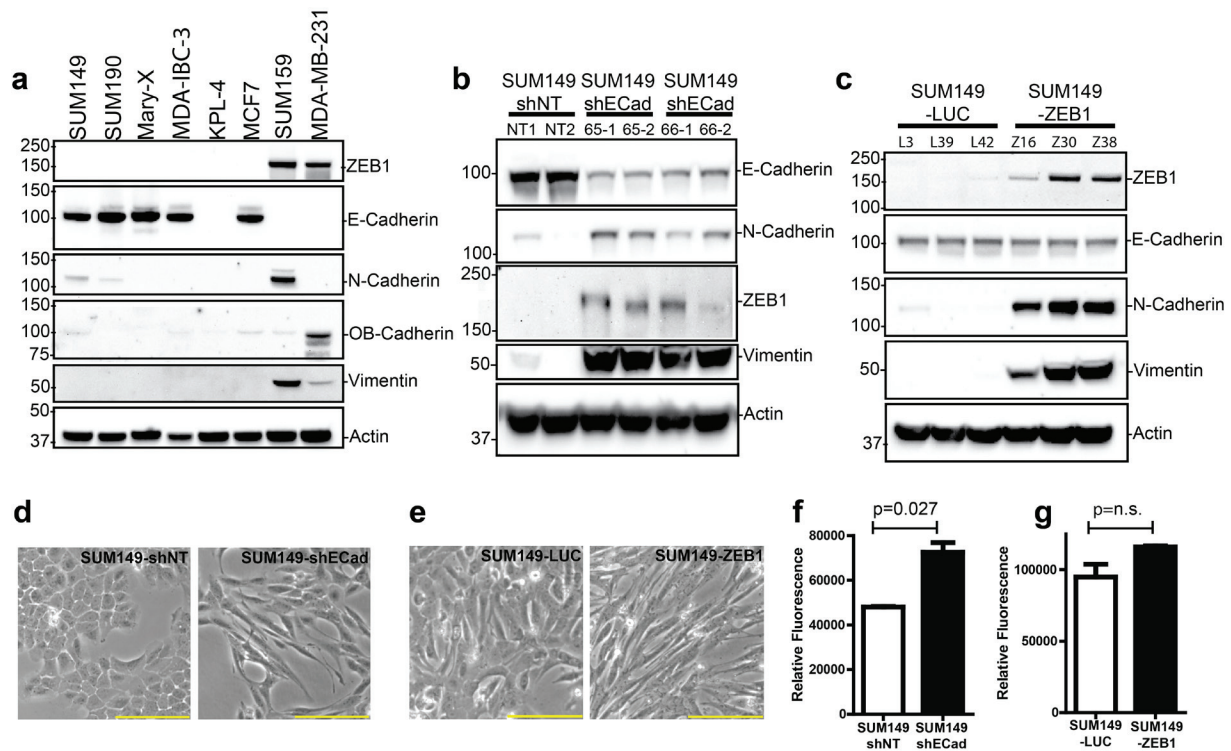 a
SUM149
SUM190
Mary-X
MDA-IBC-3
KPL-4
MCF7
SUM159
MDA-MB-231
250
150
ZEB1
150
100
E-Cadherin
150
100
N-Cadherin
150
100
75
OB-Cadherin
50
Vimentin
50
37
Actin
b
SUM149 SUM149 SUM149
shNT shECad shECad
NT1 NT2 65-1 65-2 66-1 66-2
100
E-Cadherin
100
N-Cadherin
250
150
ZEB1
50
Vimentin
37
Actin
c
SUM149 SUM149
-LUC -ZEB1
L3 L39 L42 Z16 Z30 Z38
250
150
ZEB1
100
E-Cadherin
150
100
N-Cadherin
50
Vimentin
37
Actin
d
SUM149-shNT
SUM149-shECad
e
SUM149-LUC
SUM149-ZEB1
f
p=0.027
Relative Fluorescence
80000
60000
40000
20000
0
SUM149 SUM149
shNT shECad
g
p=n.s.
Relative Fluorescence
100000
50000
0
SUM149 SUM149
-LUC -ZEB1